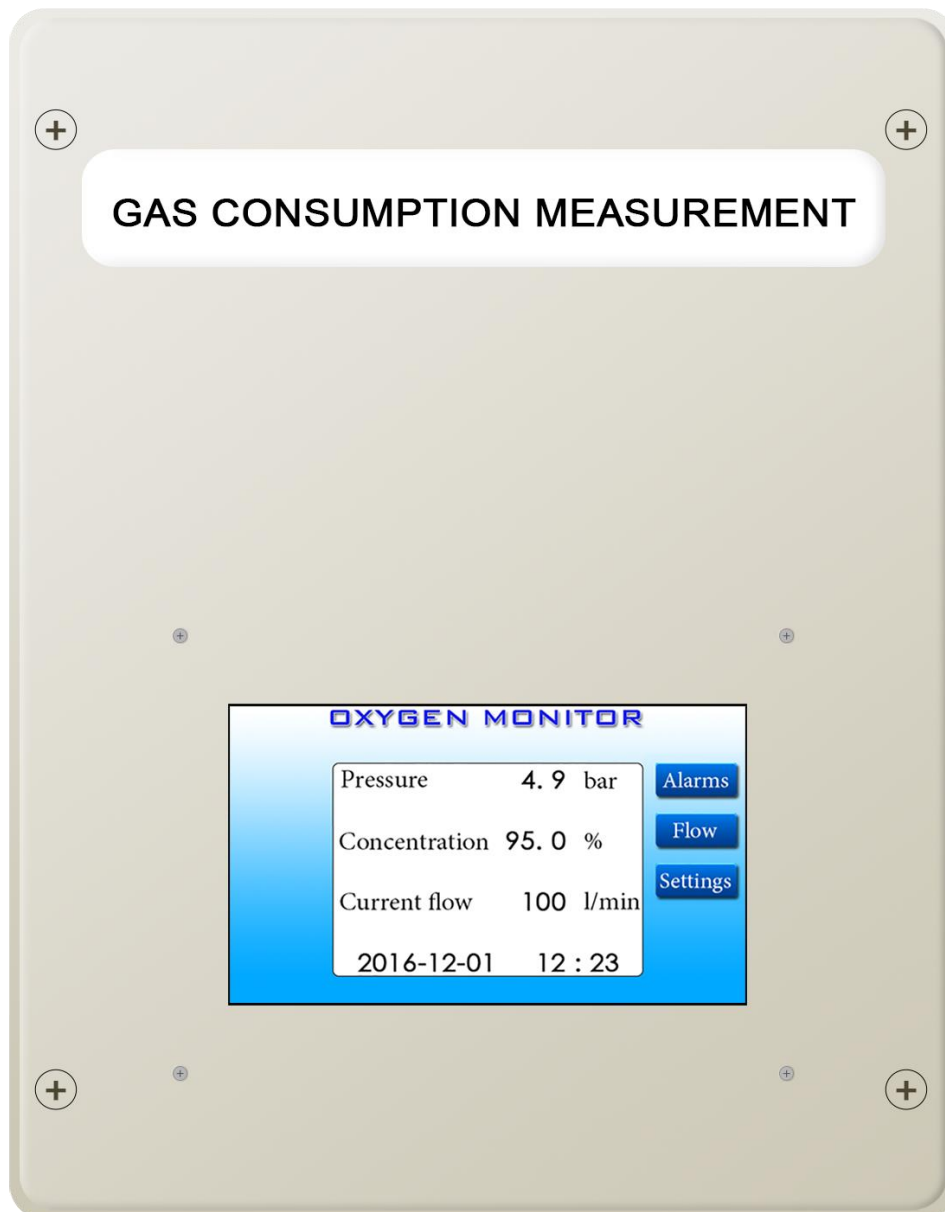 GAS CONSUMPTION MEASUREMENT
OXYGEN MONITOR
Pressure 4.9 bar Alarms
Concentration 95.0 % Flow
Current flow 100 l/min Settings
2016-12-01 12:23